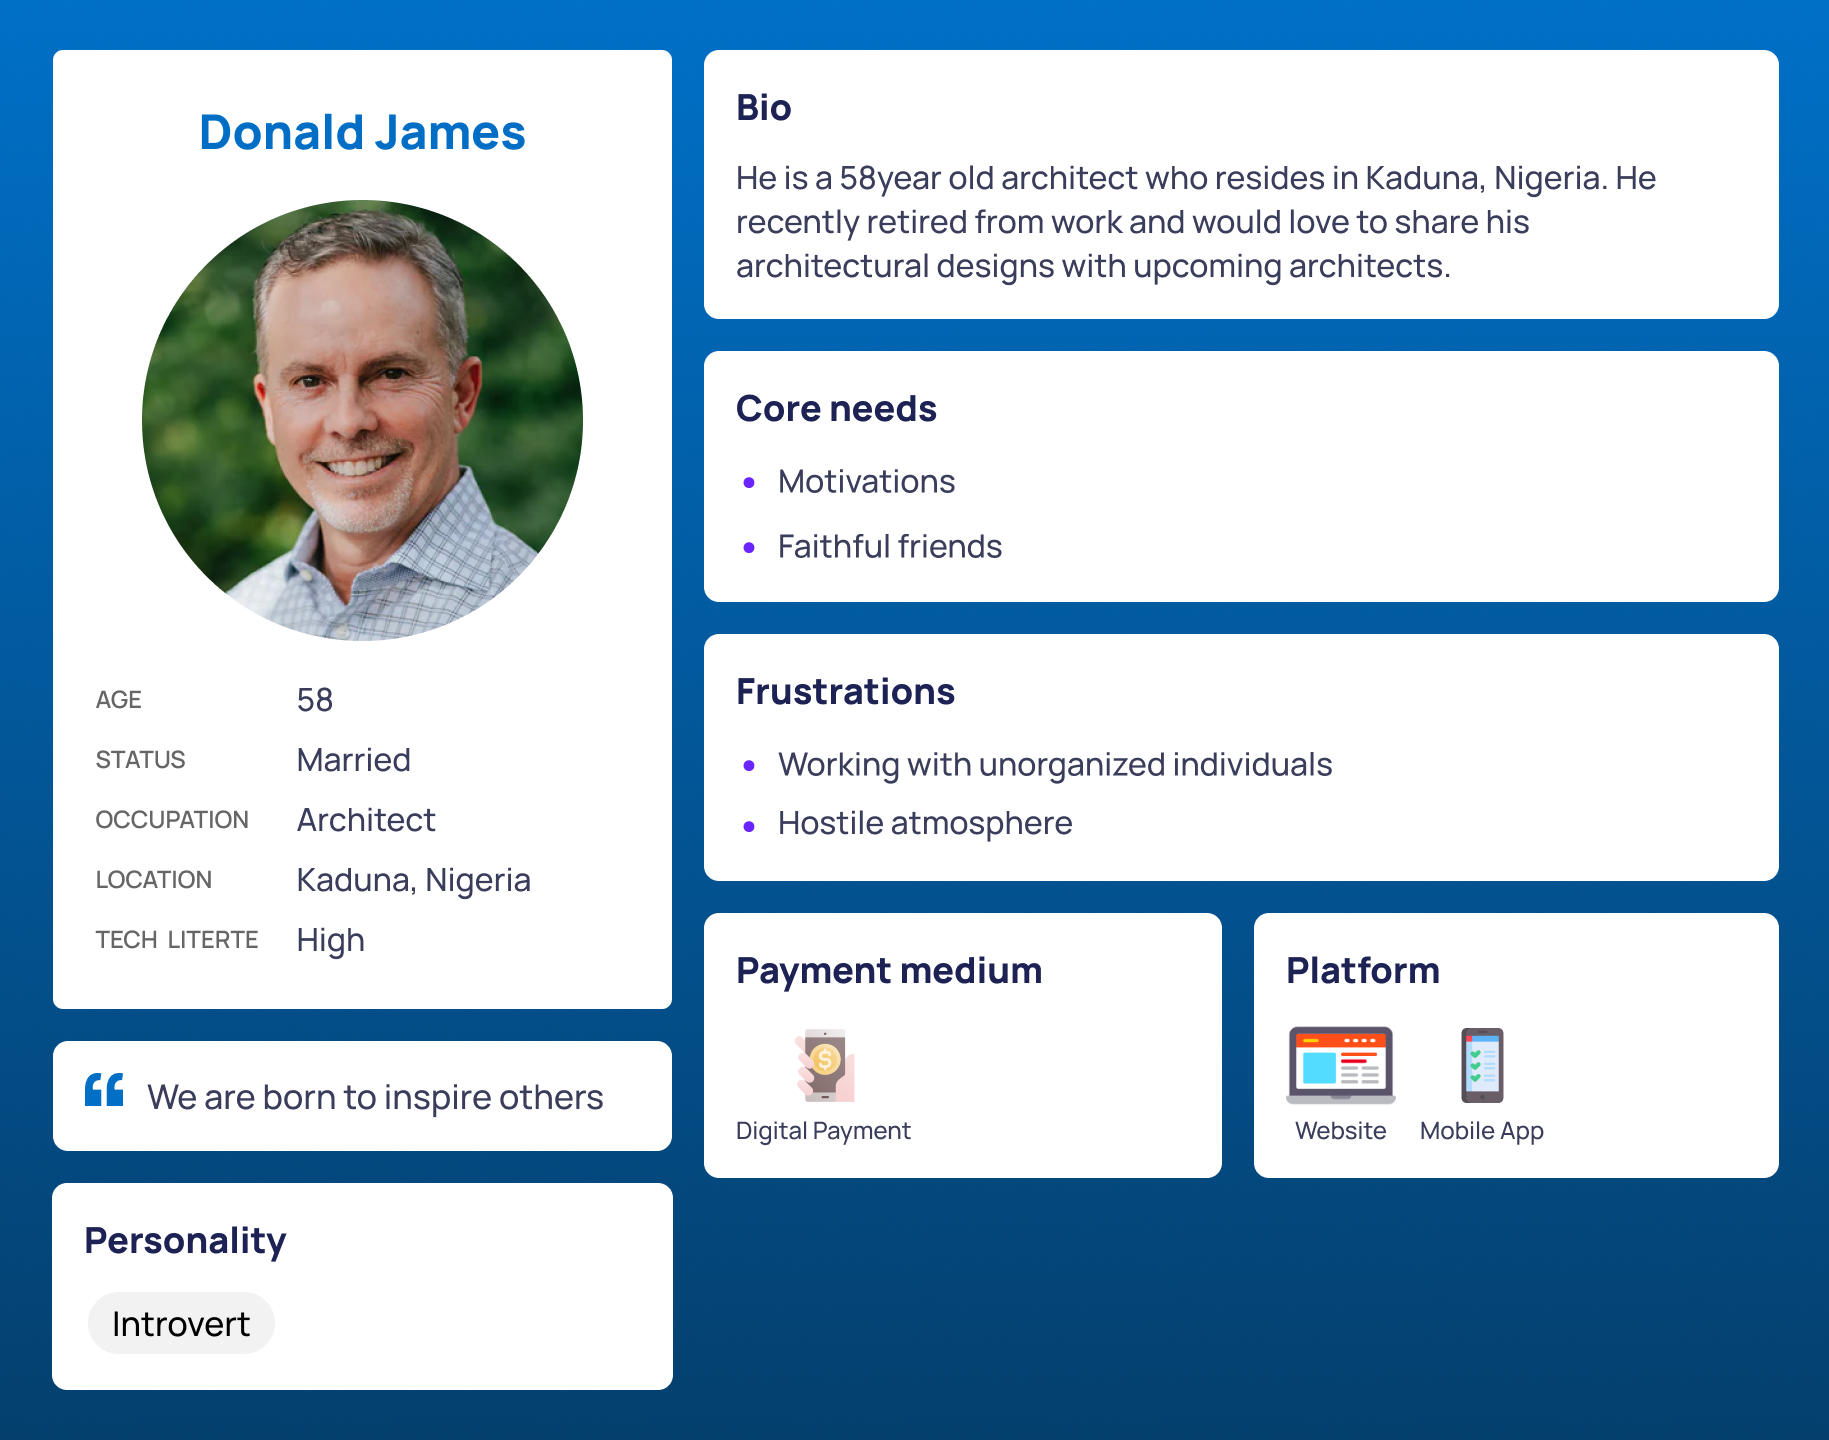 Donald James
AGE 58
STATUS Married
OCCUPATION Architect
LOCATION Kaduna, Nigeria
TECH LITERTE High
“ We are born to inspire others
Personality
Introvert
Bio
He is a 58year old architect who resides in Kaduna, Nigeria. He
recently retired from work and would love to share his
architectural designs with upcoming architects.
Core needs
• Motivations
• Faithful friends
Frustrations
• Working with unorganized individuals
• Hostile atmosphere
Payment medium
$
Digital Payment
Platform
Website
Mobile App